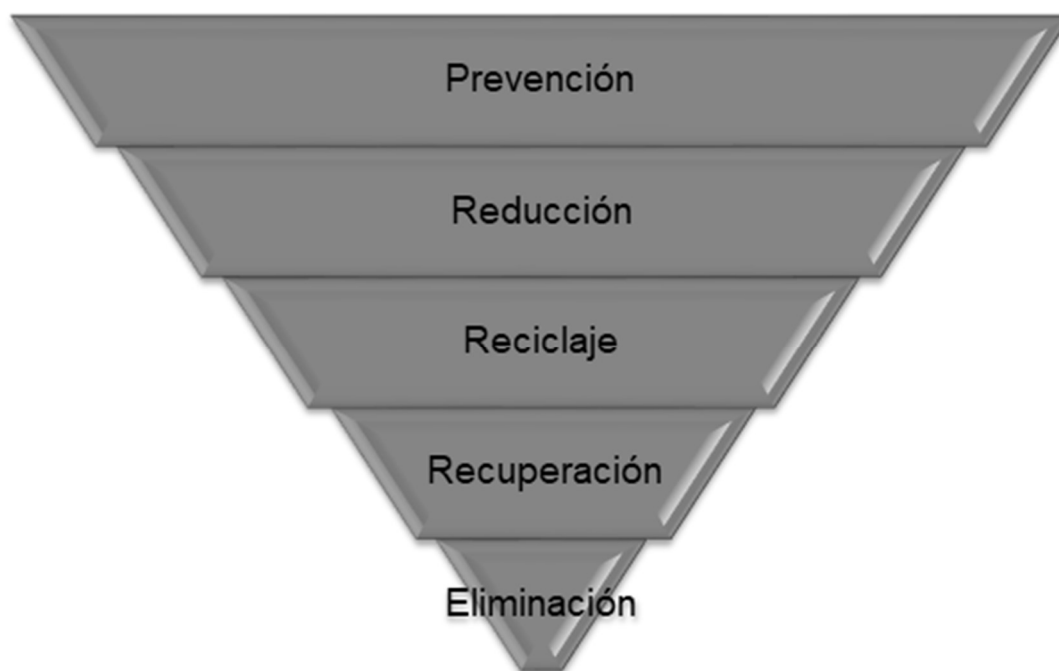 Prevención
Reducción
Reciclaje
Recuperación
Eliminación